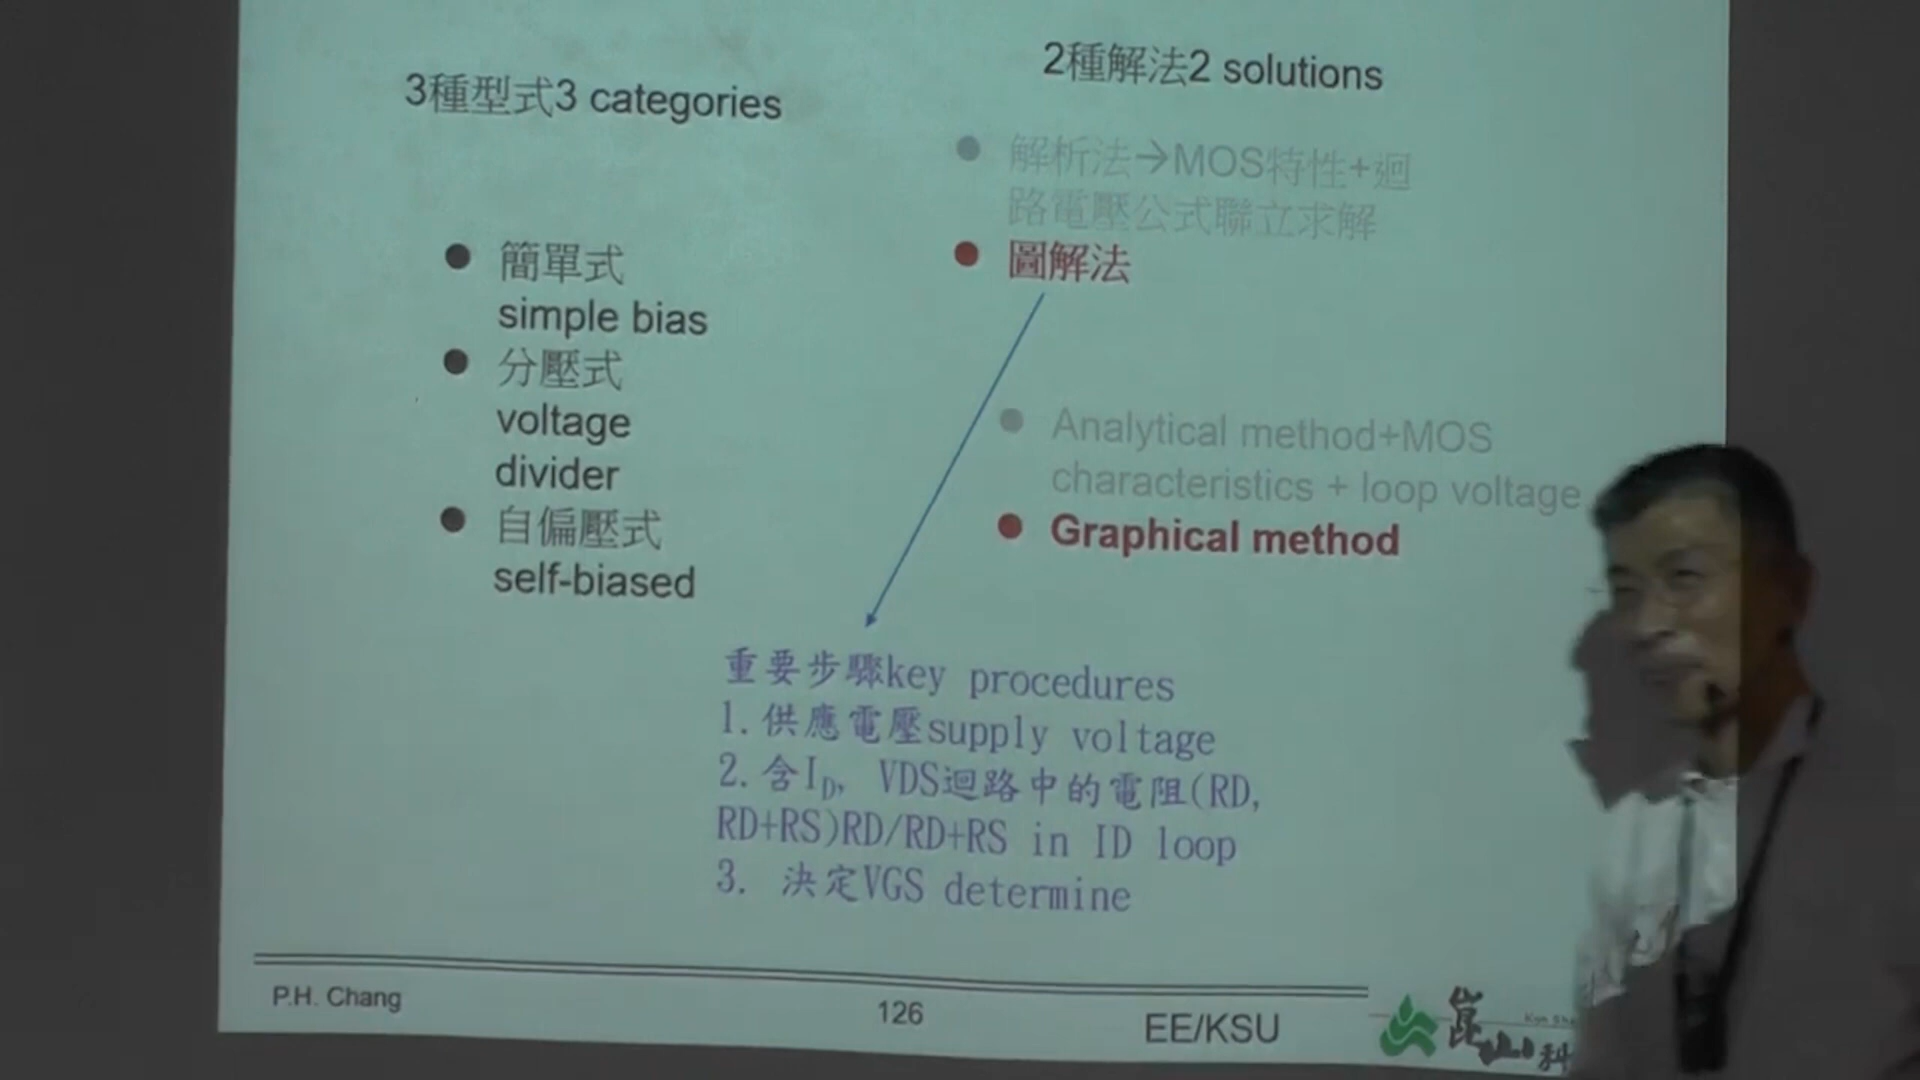 3種型式3 categories
簡單式
simple bias
分壓式
voltage
divider
自偏壓式
self-biased
2種解法2 solutions
解析法→MOS特性+迴
路電壓公式聯立求解
圖解法
Analytical method+MOS
characteristics + loop voltage
Graphical method
重要步驟key procedures
1.供應電壓supply voltage
2.含ID, VDS迴路中的電阻(RD,
RD+RS)RD/RD+RS in ID loop
3. 決定VGS determine
P.H. Chang
126
EE/KSU
崑山科
Kun Sh